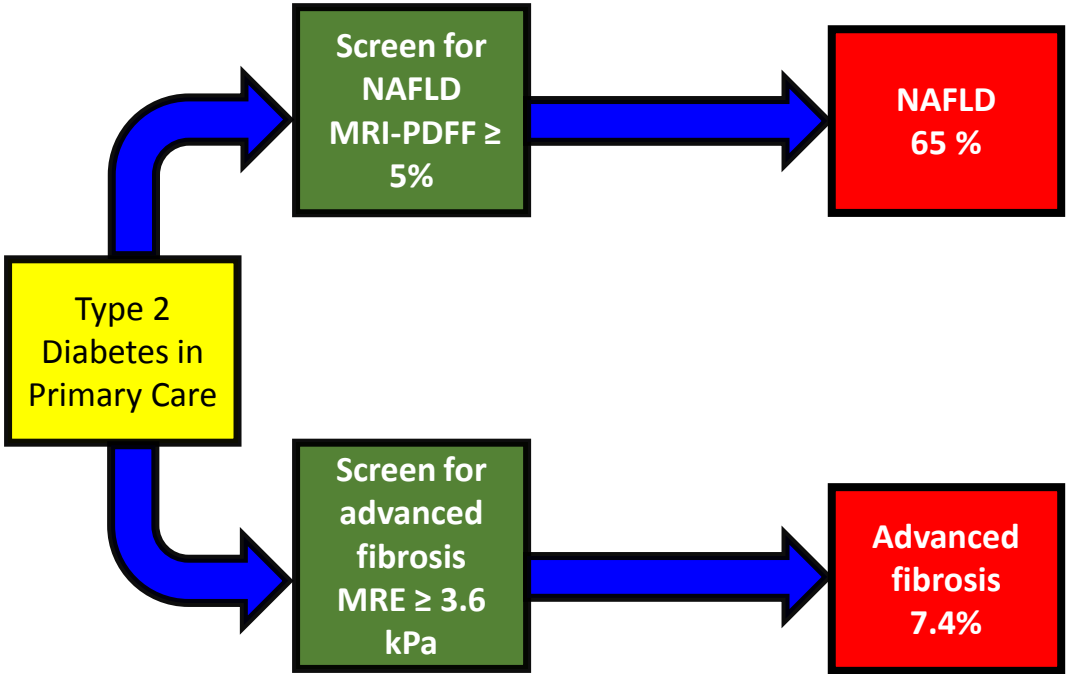 Screen for
NAFLD
MRI-PDFF ≥
5%
NAFLD
65 %
Type 2
Diabetes in
Primary Care
Screen for
advanced
fibrosis
MRE ≥ 3.6
kPa
Advanced
fibrosis
7.4%